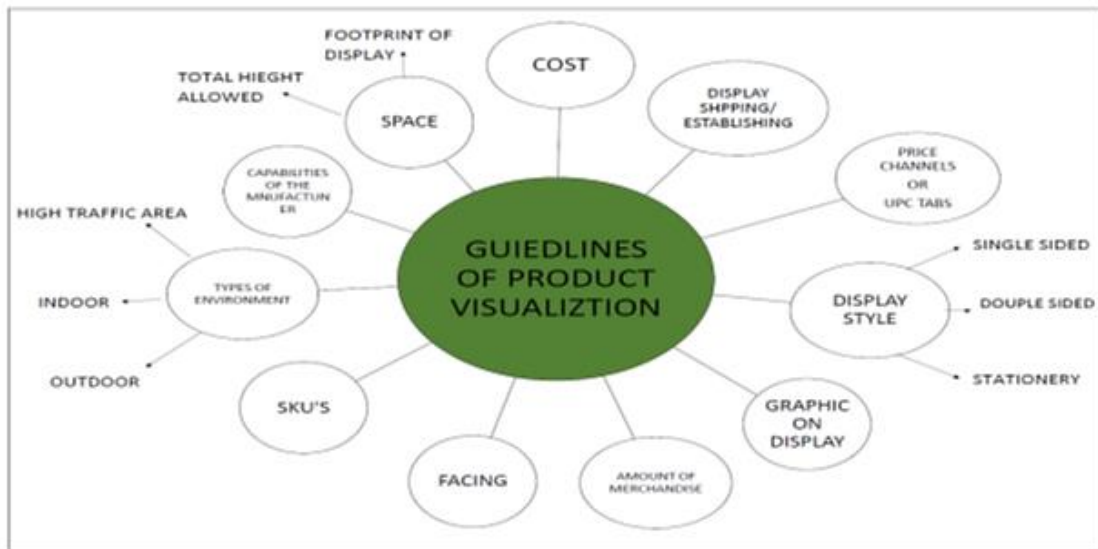 FOOTPRINT OF
DISPLAY
TOTAL HIEGHT
ALLOWED
SPACE
COST
DISPLAY
SHPPING/
ESTABLISHING
PRICE
CHANNELS
OR
UPC TABS
CAPABILITIES
OF THE
MNUFACTUN
ER
HIGH TRAFFIC AREA
TYPES OF
ENVIRONMENT
INDOOR
OUTDOOR
GUIEDLINES
OF PRODUCT
VISUALIZTION
SINGLE SIDED
DISPLAY
STYLE
DOUPLE SIDED
STATIONERY
SKU'S
FACING
AMOUNT OF
MERCHANDISE
GRAPHIC
ON
DISPLAY